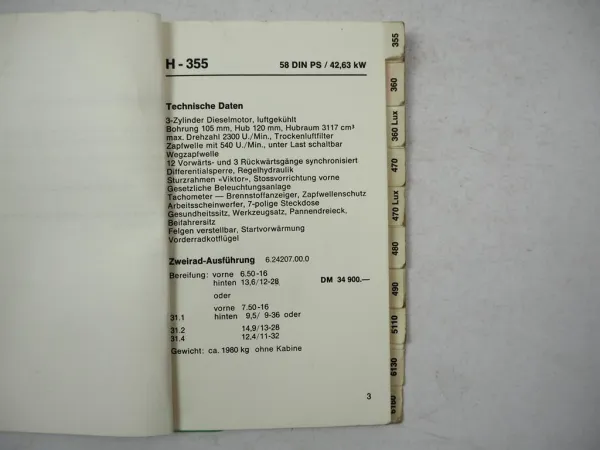 H - 355 58 DIN PS / 42,63 kW
Technische Daten
3-Zylinder Dieselmotor, luftgekühlt
Bohrung 105 mm, Hub 120 mm, Hubraum 3117 cm³
max. Drehzahl 2300 U./Min., Trockenluftfilter
Zapfwelle mit 540 U./Min., unter Last schaltbar
Wegzapfwelle
12 Vorwärts- und 3 Rückwärtsgänge synchronisiert
Differentialsperre, Regelhydraulik
Sturzrahmen «Viktor», Stossvorrichtung vorne
Gesetzliche Beleuchtungsanlage
Tachometer — Brennstoffanzeiger, Zapfwellenschutz
Arbeitsscheinwerfer, 7-polige Steckdose
Gesundheitssitz, Werkzeugsatz, Pannendreieck,
Beifahrersitz
Felgen verstellbar, Startvorwärmung
Vorderradkotflügel
Zweirad-Ausführung 6.24207.00.0
Bereifung: vorne 6.50-16
hinten 13,6/12-28 DM 34 900.—
oder
vorne 7.50-16
31.1 hinten 9,5/ 9-36 oder
31.2 14,9/13-28
31.4 12,4/11-32
Gewicht: ca. 1980 kg ohne Kabine
3
355
360
360 Lux
470
470 Lux
480
490
5110
6130
8190